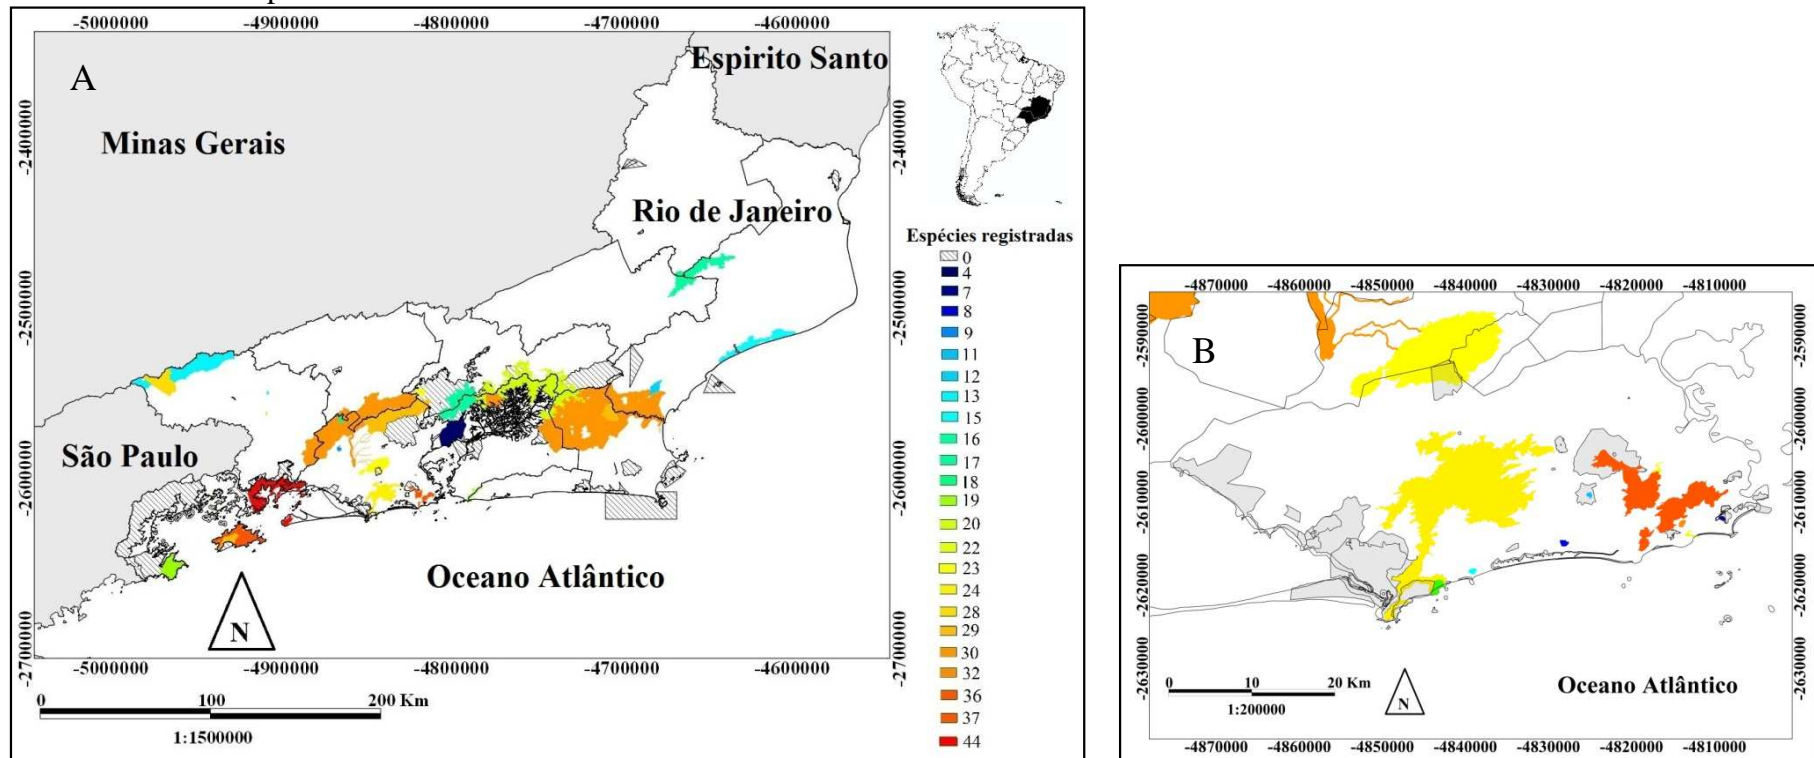 -5000000 -4900000 -4800000 -4700000 -4600000
A
Espirito Santo
Minas Gerais
-2400000
-2400000
Rio de Janeiro
Espécies registradas
0
4
7
8
9
11
12
13
15
16
17
18
19
20
22
23
24
28
29
30
32
36
37
44
-2500000
-2500000
São Paulo
-2600000
-2600000
Oceano Atlântico
N
-2700000
-2700000
-5000000 -4900000 -4800000 -4700000 -4600000
0 100 200 Km
1:1500000
-4870000 -4860000 -4850000 -4840000 -4830000 -4820000 -4810000
B
-2590000
-2590000
-2600000
-2600000
-2610000
-2610000
-2620000
-2620000
-2630000
-2630000
0 10 20 Km
1:200000
N
Oceano Atlântico
-4870000 -4860000 -4850000 -4840000 -4830000 -4820000 -4810000